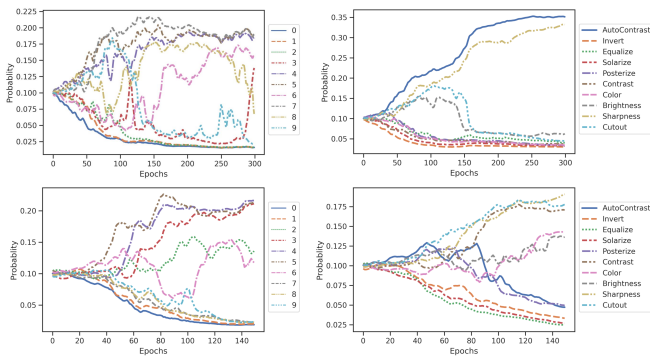 0.225
0.200
0.175
0.150
0.125
0.100
0.075
0.050
0.025
Probability
0 50 100 150 200 250 300
Epochs
0
1
2
3
4
5
6
7
8
9
0.35
0.30
0.25
0.20
0.15
0.10
0.05
Probability
0 50 100 150 200 250 300
Epochs
AutoContrast
Invert
Equalize
Solarize
Posterize
Contrast
Color
Brightness
Sharpness
Cutout
0.20
0.15
0.10
0.05
Probability
0 20 40 60 80 100 120 140
Epochs
0
1
2
3
4
5
6
7
8
9
0.175
0.150
0.125
0.100
0.075
0.050
0.025
Probability
0 20 40 60 80 100 120 140
Epochs
AutoContrast
Invert
Equalize
Solarize
Posterize
Contrast
Color
Brightness
Sharpness
Cutout